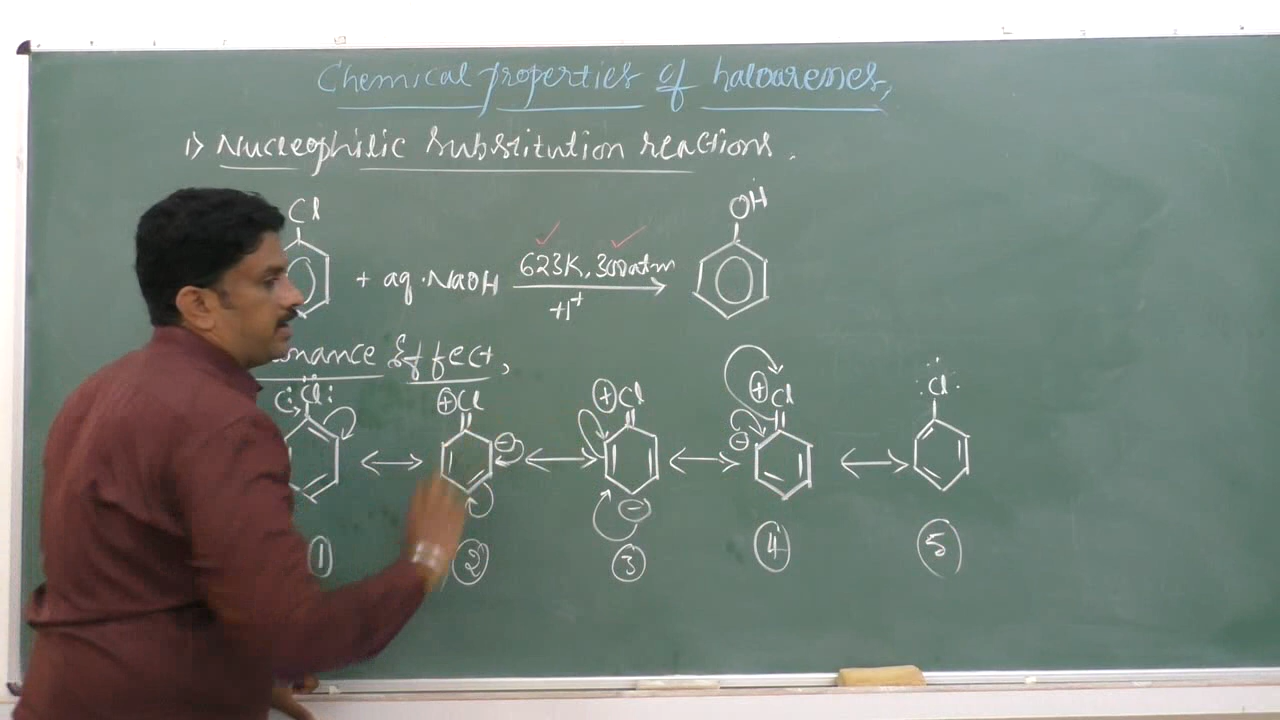 Chemical properties of haloarenes,
1) Nucleophilic Substitution reactions.
Cl OH
+ aq. NaOH 623K, 300atm
+H⁺
Effect,
:Cl: ⊕Cl ⊕Cl ⊕Cl :Cl:
⊖ ⊖ ⊖
① ② ③ ④ ⑤